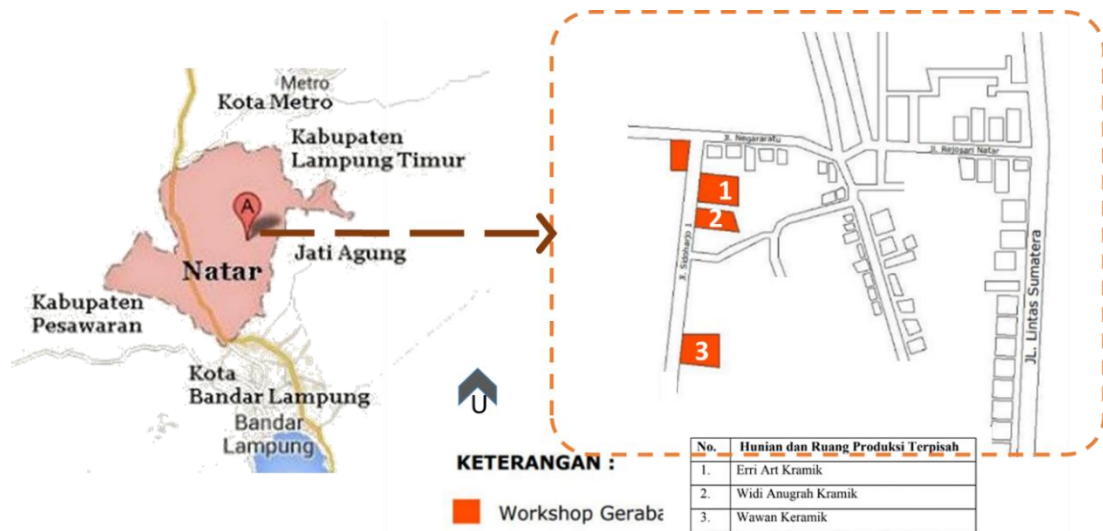 Metro
Kota Metro
Kabupaten
Lampung Timur
A
Jati Agung
Natar
Kabupaten
Pesawaran
Kota
Bandar Lampung
Bandar
Lampung
U
KETERANGAN :
Workshop Geraba
Jl. Negararatu
Jl. Rejosari Natar
1
2
Jl. Sidoharjo 1
3
JL. Lintas Sumatera
No. Hunian dan Ruang Produksi Terpisah
1. Erri Art Kramik
2. Widi Anugrah Kramik
3. Wawan Keramik